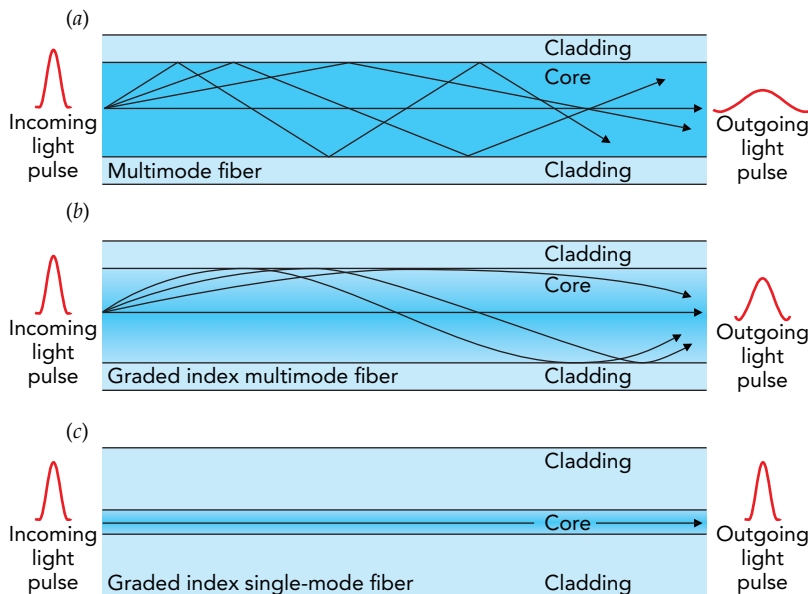 (a)
Cladding
Core
Incoming
light
pulse
Multimode fiber
Cladding
Outgoing
light
pulse
(b)
Cladding
Core
Incoming
light
pulse
Graded index multimode fiber
Cladding
Outgoing
light
pulse
(c)
Cladding
Core
Incoming
light
pulse
Graded index single-mode fiber
Cladding
Outgoing
light
pulse